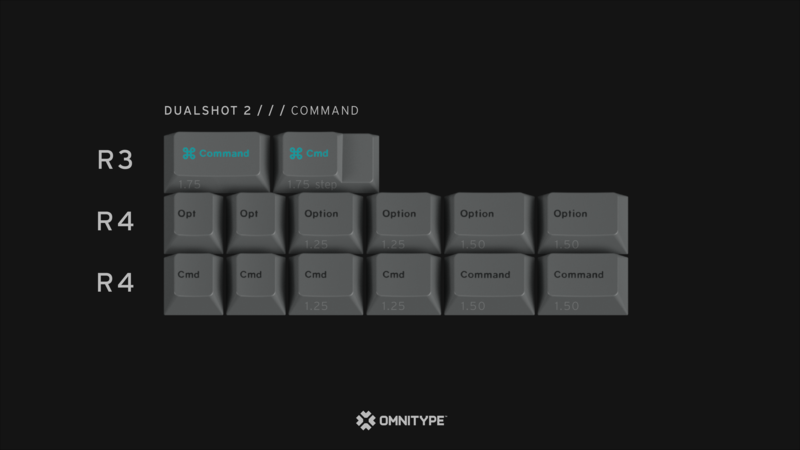 DUALSHOT 2 / / / COMMAND
R3
Command Cmd
1.75 1.75 step
R4
Opt Opt Option Option Option Option
1.25 1.25 1.50 1.50
R4
Cmd Cmd Cmd Cmd Command Command
1.25 1.25 1.50 1.50
OMNITYPE